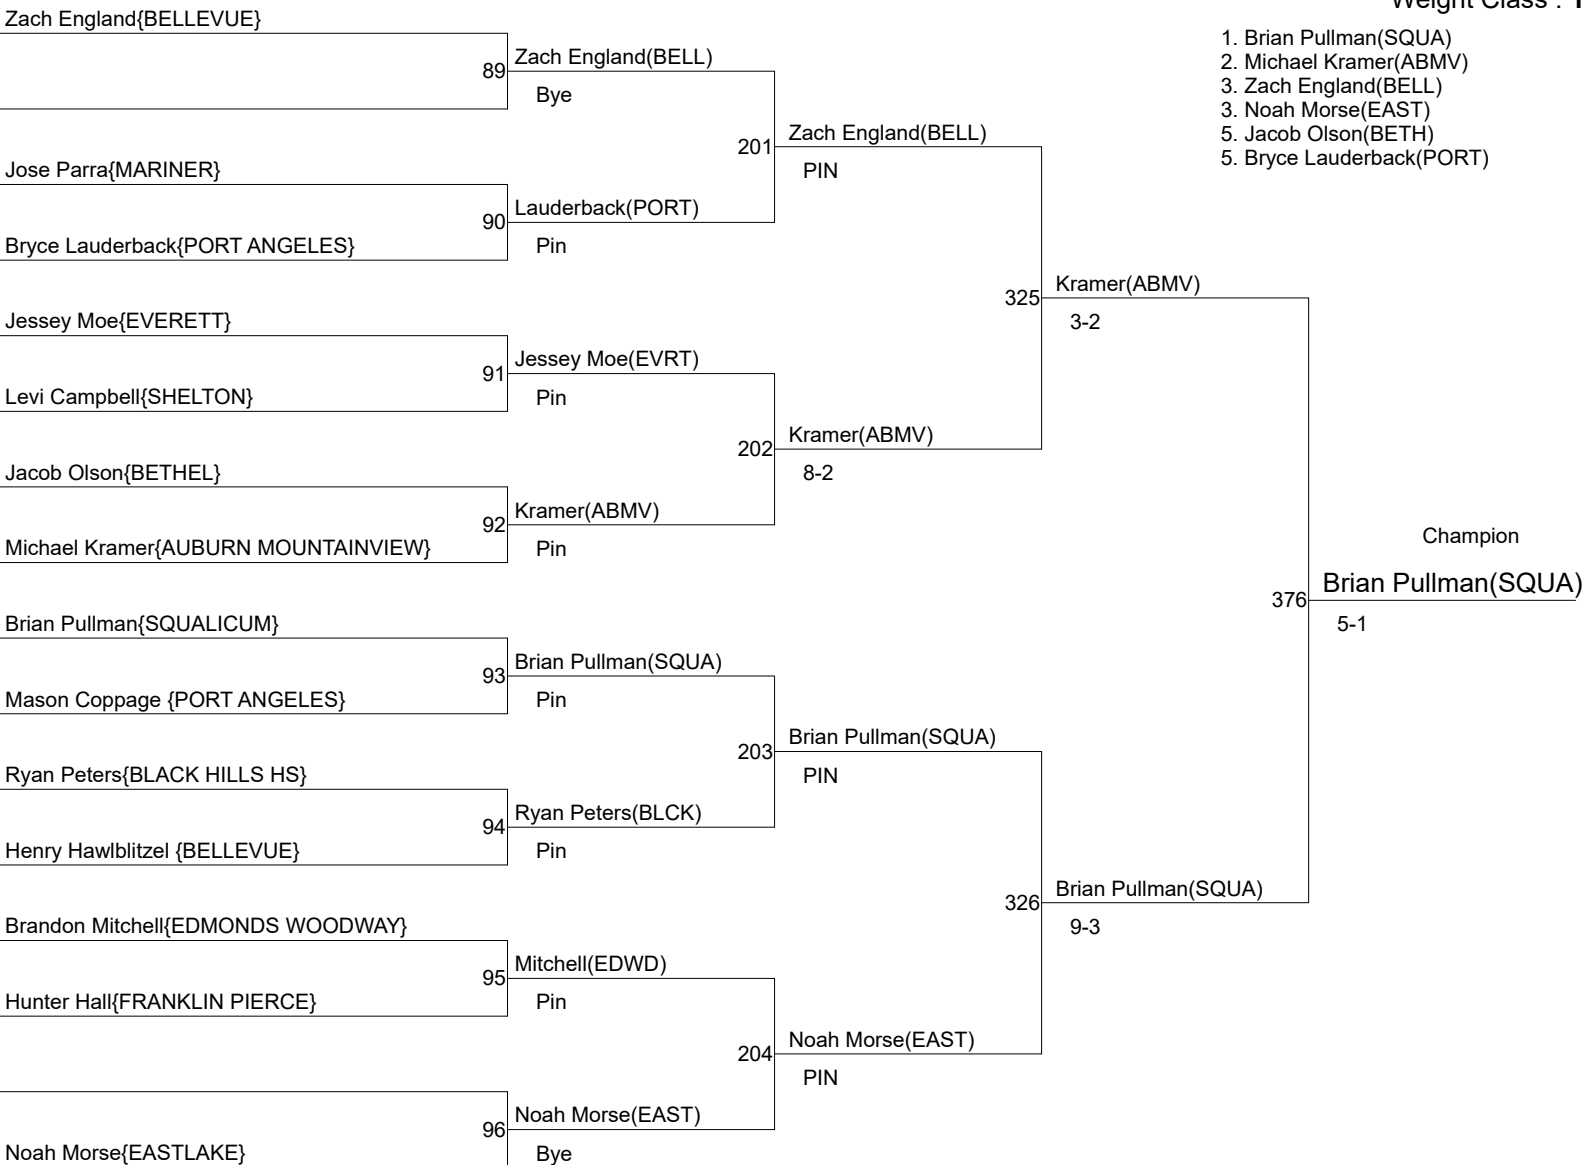 Weight Class :
1. Brian Pullman(SQUA)
2. Michael Kramer(ABMV)
3. Zach England(BELL)
3. Noah Morse(EAST)
5. Jacob Olson(BETH)
5. Bryce Lauderback(PORT)
Zach England{BELLEVUE}
89
Jose Parra{MARINER}
90
Bryce Lauderback{PORT ANGELES}
Jessey Moe{EVERETT}
91
Levi Campbell{SHELTON}
Jacob Olson{BETHEL}
92
Michael Kramer{AUBURN MOUNTAINVIEW}
Brian Pullman{SQUALICUM}
93
Mason Coppage {PORT ANGELES}
Ryan Peters{BLACK HILLS HS}
94
Henry Hawlblitzel {BELLEVUE}
Brandon Mitchell{EDMONDS WOODWAY}
95
Hunter Hall{FRANKLIN PIERCE}
96
Noah Morse{EASTLAKE}
Zach England(BELL)
Bye
201
Lauderback(PORT)
Pin
Jessey Moe(EVRT)
Pin
202
Kramer(ABMV)
Pin
Brian Pullman(SQUA)
Pin
203
Ryan Peters(BLCK)
Pin
Mitchell(EDWD)
Pin
204
Noah Morse(EAST)
Bye
Zach England(BELL)
PIN
325
Kramer(ABMV)
8-2
Brian Pullman(SQUA)
PIN
326
Noah Morse(EAST)
PIN
Kramer(ABMV)
3-2
376
Brian Pullman(SQUA)
9-3
Champion
Brian Pullman(SQUA)
5-1